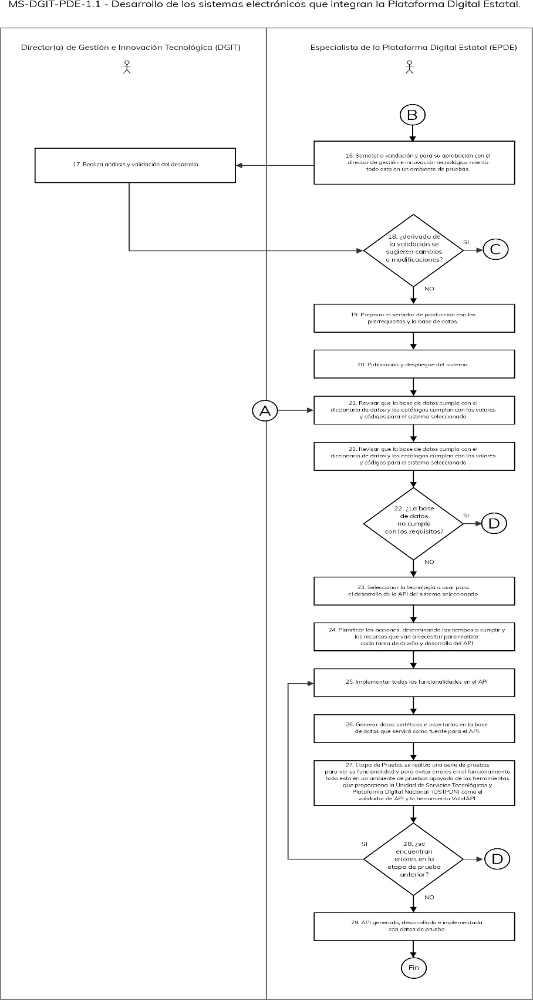 MS-DGIT-PDE-1.1 - Desarrollo de los sistemas electrónicos que integran la Plataforma Digital Estatal.
Director(a) de Gestión e Innovación Tecnológica (DGIT)
Especialista de la Plataforma Digital Estatal (EPDE)
B
16. Someter a validación y para su aprobación con el
director de gestión e innovación tecnológica miento
todo esto en un ambiente de pruebas.
17. Realiza análisis y validación del desarrollo
18. ¿derivado de
la validación se
sugieren cambios
o modificaciones?
SI
C
NO
19. Preparar el servidor de producción con los
prerrequisitos y la base de datos.
20. Publicación y despliegue del sistema.
A
21. Revisar que la base de datos cumpla con el
diccionario de datos y los catálogos cumplan con los valores
y códigos para el sistema seleccionado
21. Revisar que la base de datos cumpla con el
diccionario de datos y los catálogos cumplan con los valores
y códigos para el sistema seleccionado
22. ¿La base
de datos
no cumple
con los requisitos?
SI
D
NO
23. Seleccionar la tecnología a usar para
el desarrollo de la API del sistema seleccionado
24. Planificar las acciones, determinando los tiempos a cumplir y
los recursos que van a necesitar para realizar
cada tarea de diseño y desarrollo del API
25. Implementar todas las funcionalidades en el API
26. Generar datos sintéticos e insertarlos en la base
de datos que servirá como fuente para el API.
27. Etapa de Prueba, se realiza una serie de pruebas
para ver su funcionalidad y para evitar errores en el funcionamiento
todo esto en un ambiente de pruebas apoyado de las herramientas
que proporciona la Unidad de Servicios Tecnológicos y
Plataforma Digital Nacional (USTPDN) como el
validador de API y la herramienta ValidAPI.
SI
28. ¿se
encuentran
errores en la
etapa de prueba
anterior?
D
NO
29. API generada, desarrollada e implementada
con datos de prueba
Fin